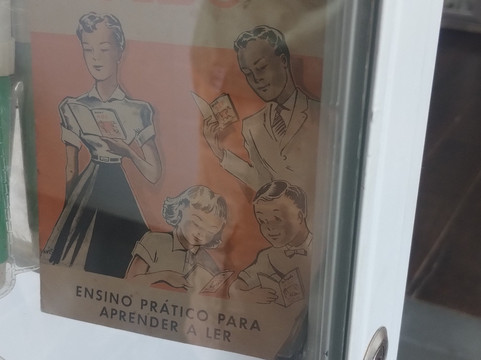 ENSINO PRÁTICO PARA
APRENDER A LER